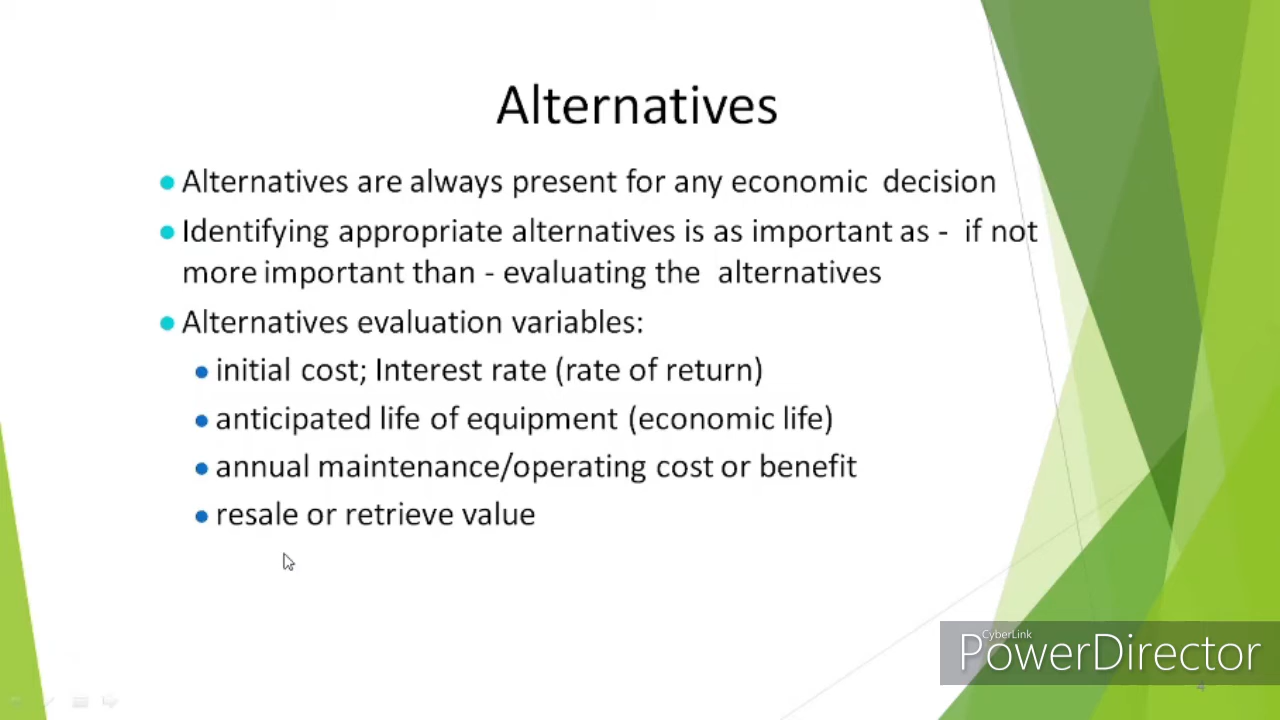 Alternatives
Alternatives are always present for any economic decision
Identifying appropriate alternatives is as important as - if not
more important than - evaluating the alternatives
Alternatives evaluation variables:
initial cost; Interest rate (rate of return)
anticipated life of equipment (economic life)
annual maintenance/operating cost or benefit
resale or retrieve value
CyberLink
PowerDirector
4